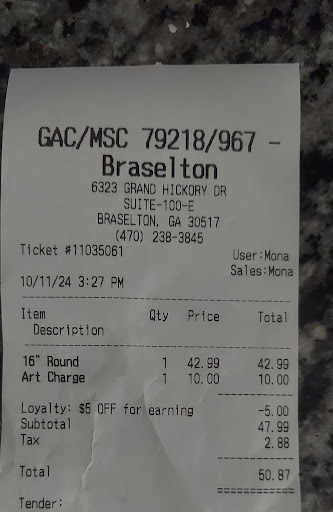 GAC/MSC 79218/967 -
Braselton
6323 GRAND HICKORY DR
SUITE-100-E
BRASELTON, GA 30517
(470) 238-3845
Ticket #11035061 User:Mona
Sales:Mona
10/11/24 3:27 PM
Item Qty Price Total
Description
16" Round 1 42.99 42.99
Art Charge 1 10.00 10.00
Loyalty: $5 OFF for earning -5.00
Subtotal 47.99
Tax 2.88
Total 50.87
Tender: